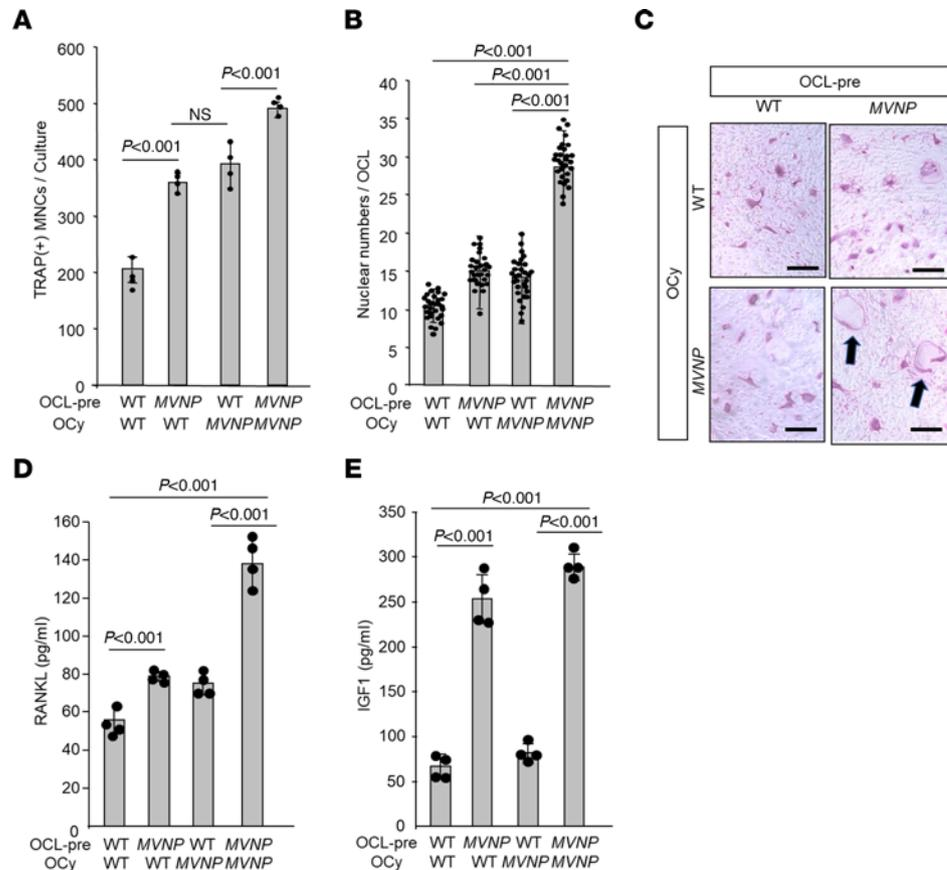 A
600
500
400
300
200
100
0
TRAP(+) MNCs / Culture
P<0.001
NS
P<0.001
OCL-pre WT MVNP WT MVNP
OCy WT WT MVNP MVNP
B
40
35
30
25
20
15
10
5
0
Nuclear numbers / OCL
P<0.001
P<0.001
P<0.001
OCL-pre WT MVNP WT MVNP
OCy WT WT MVNP MVNP
C
OCL-pre
WT MVNP
OCy
WT
MVNP
D
160
140
120
100
80
60
40
20
0
RANKL (pg/ml)
P<0.001
P<0.001
P<0.001
OCL-pre WT MVNP WT MVNP
OCy WT WT MVNP MVNP
E
350
300
250
200
150
100
50
0
IGF1 (pg/ml)
P<0.001
P<0.001
P<0.001
OCL-pre WT MVNP WT MVNP
OCy WT WT MVNP MVNP